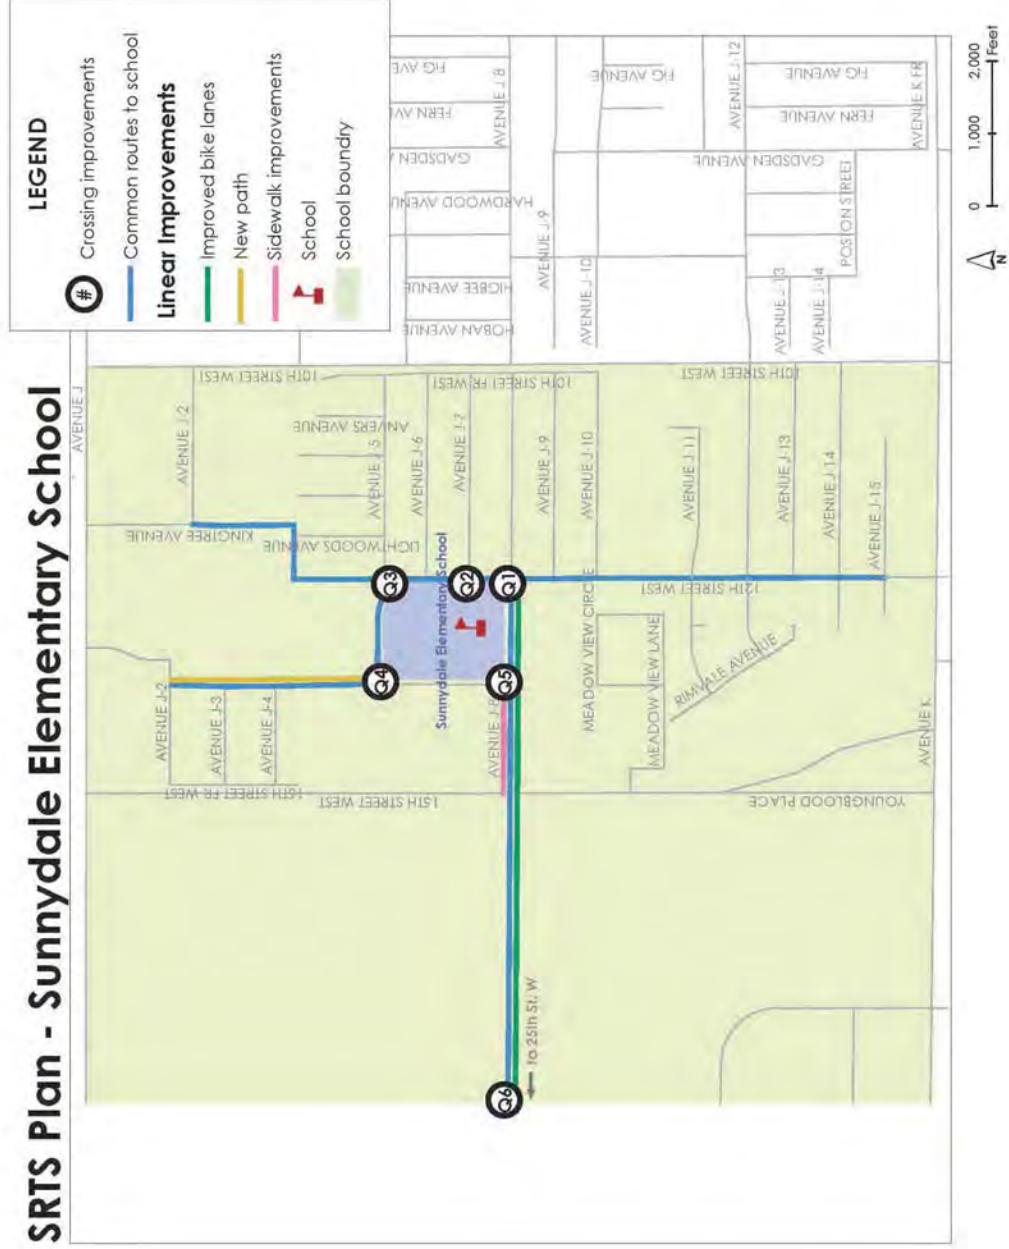 SRTS Plan - Sunnydale Elementary School
LEGEND
# Crossing improvements
Common routes to school
Linear Improvements
Improved bike lanes
New path
Sidewalk improvements
School
School boundry
AVENUE J
AVENUE J-2
10TH STREET WEST
KINGTREE AVENUE
ANVERS AVENUE
LIGHTWOODS AVENUE
AVENUE J-5
AVENUE J-6
AVENUE J-7
10TH STREET FR WEST
AVENUE J-9
AVENUE J-10
AVENUE J-11
10TH STREET WEST
AVENUE J-13
AVENUE J-14
AVENUE J-15
12TH STREET WEST
Sunnydale Elementary School
Q1
Q2
Q3
Q4
Q5
Q6
AVENUE J-2
AVENUE J-3
AVENUE J-4
15TH STREET FR WEST
15TH STREET WEST
AVENUE J-8
MEADOW VIEW CIRCLE
MEADOW VIEW LANE
RIMVALE AVENUE
YOUNGBLOOD PLACE
AVENUE K
to 25th St. W
FIG AVE
FERN AV
GADSDEN
HARDWOOD AVENUE
HIGBEE AVENUE
HOBAN AVENUE
AVENUE J 8
AVENUE J-9
AVENUE J-10
FIG AVENUE
AVENUE J-12
FIG AVENUE
FERN AVENUE
GADSDEN AVENUE
AVENUE K FR
POSTON STREET
AVENUE J-13
AVENUE J-14
N
0 1,000 2,000
Feet